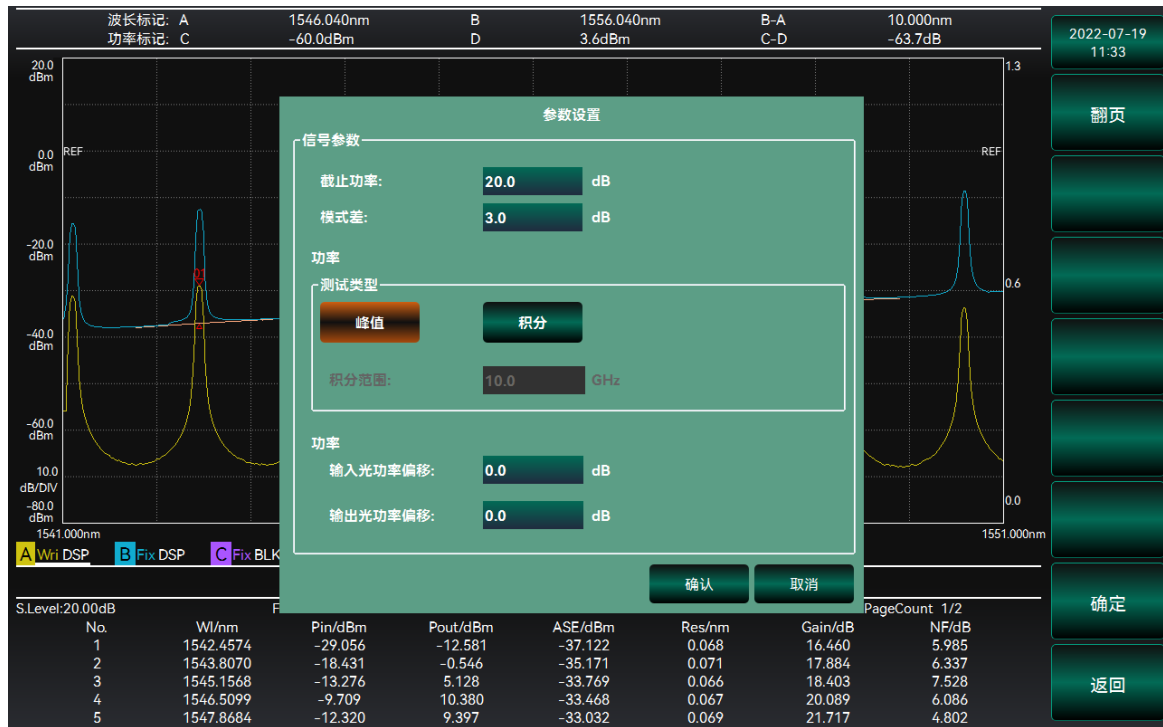 波长标记: A 1546.040nm B 1556.040nm B-A 10.000nm
功率标记: C -60.0dBm D 3.6dBm C-D -63.7dB
2022-07-19
11:33
翻页
确定
返回
20.0
dBm
1.3
REF
REF
0.0
dBm
-20.0
dBm
0.6
-40.0
dBm
-60.0
dBm
10.0
dB/DIV
-80.0
dBm
0.0
1541.000nm
1551.000nm
参数设置
信号参数
截止功率: 20.0 dB
模式差: 3.0 dB
功率
测试类型
峰值 积分
积分范围: 10.0 GHz
功率
输入光功率偏移: 0.0 dB
输出光功率偏移: 0.0 dB
确认 取消
A Wri DSP B Fix DSP C Fix BLK
S.Level:20.00dB
PageCount 1/2
No. Wl/nm Pin/dBm Pout/dBm ASE/dBm Res/nm Gain/dB NF/dB
1 1542.4574 -29.056 -12.581 -37.122 0.068 16.460 5.985
2 1543.8070 -18.431 -0.546 -35.171 0.071 17.884 6.337
3 1545.1568 -13.276 5.128 -33.769 0.066 18.403 7.528
4 1546.5099 -9.709 10.380 -33.468 0.067 20.089 6.086
5 1547.8684 -12.320 9.397 -33.032 0.069 21.717 4.802